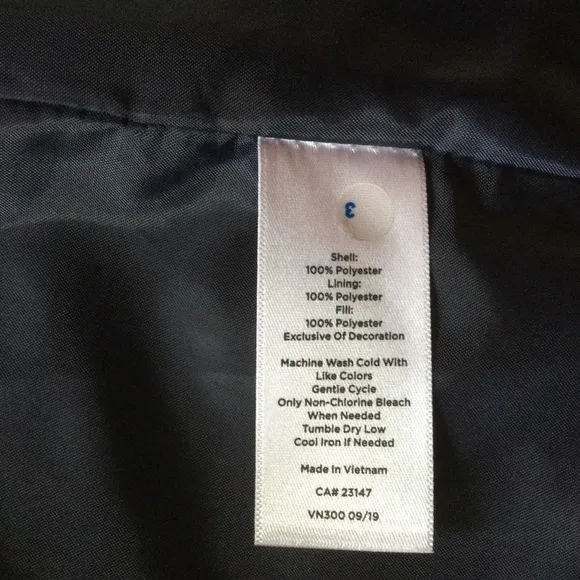 3
Shell:
100% Polyester
Lining:
100% Polyester
Fill:
100% Polyester
Exclusive Of Decoration
Machine Wash Cold With
Like Colors
Gentle Cycle
Only Non-Chlorine Bleach
When Needed
Tumble Dry Low
Cool Iron If Needed
Made In Vietnam
CA# 23147
VN300 09/19